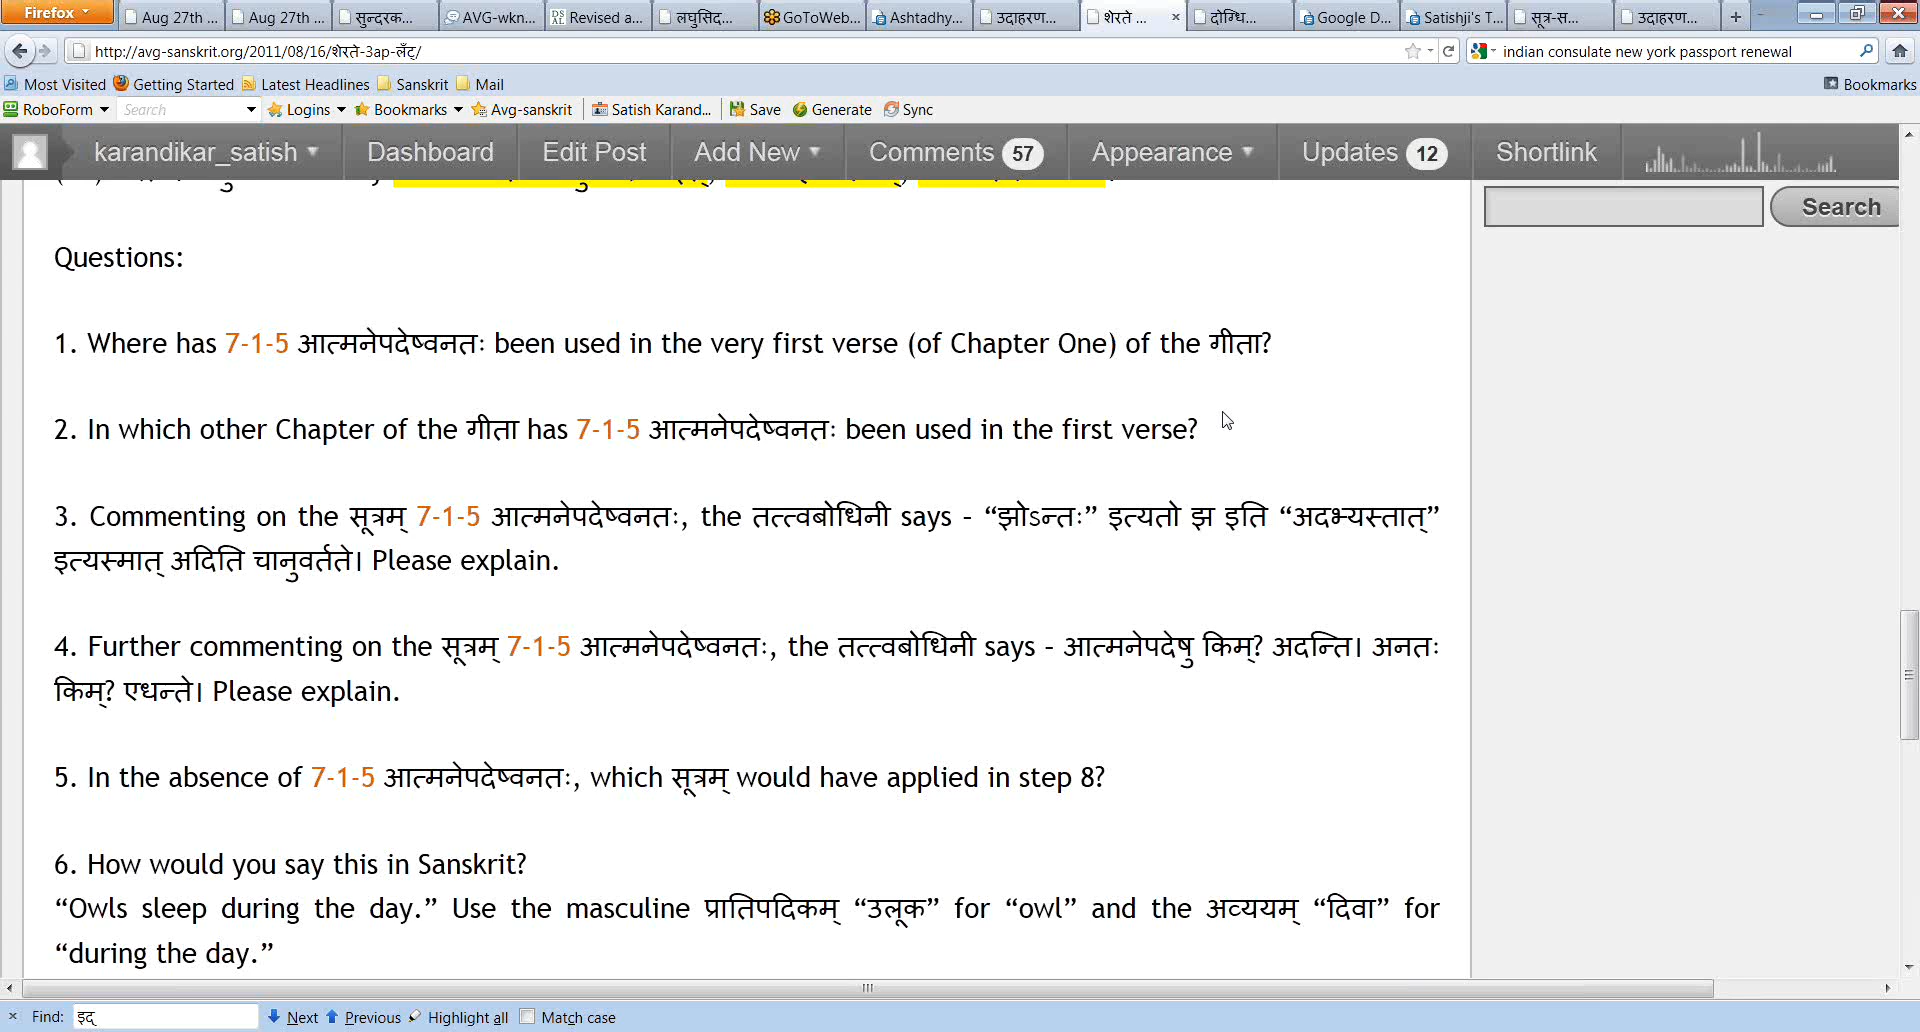 Firefox
Aug 27th ...
Aug 27th ...
सुन्दरक...
AVG-wkn...
Revised a...
लघुसिद्...
GoToWeb...
Ashtadhy...
उदाहरण...
शेरते ...
दोग्धि...
Google D...
Satishji's T...
सूत्र-स...
उदाहरण...
http://avg-sanskrit.org/2011/08/16/शेरते-3ap-लँट्/
indian consulate new york passport renewal
Most Visited Getting Started Latest Headlines Sanskrit Mail Bookmarks
RoboForm Search Logins Bookmarks Avg-sanskrit Satish Karand... Save Generate Sync
karandikar_satish Dashboard Edit Post Add New Comments 57 Appearance Updates 12 Shortlink
Search
Questions:
1. Where has 7-1-5 आत्मनेपदेष्वनतः been used in the very first verse (of Chapter One) of the गीता?
2. In which other Chapter of the गीता has 7-1-5 आत्मनेपदेष्वनतः been used in the first verse?
3. Commenting on the सूत्रम् 7-1-5 आत्मनेपदेष्वनतः, the तत्त्वबोधिनी says – “झोऽन्तः” इत्यतो झ इति “अदभ्यस्तात्”
इत्यस्मात् अदिति चानुवर्तते। Please explain.
4. Further commenting on the सूत्रम् 7-1-5 आत्मनेपदेष्वनतः, the तत्त्वबोधिनी says – आत्मनेपदेषु किम्? अदन्ति। अनतः
किम्? एधन्ते। Please explain.
5. In the absence of 7-1-5 आत्मनेपदेष्वनतः, which सूत्रम् would have applied in step 8?
6. How would you say this in Sanskrit?
“Owls sleep during the day.” Use the masculine प्रातिपदिकम् “उलूक” for “owl” and the अव्ययम् “दिवा” for
“during the day.”
Find: इद् Next Previous Highlight all Match case